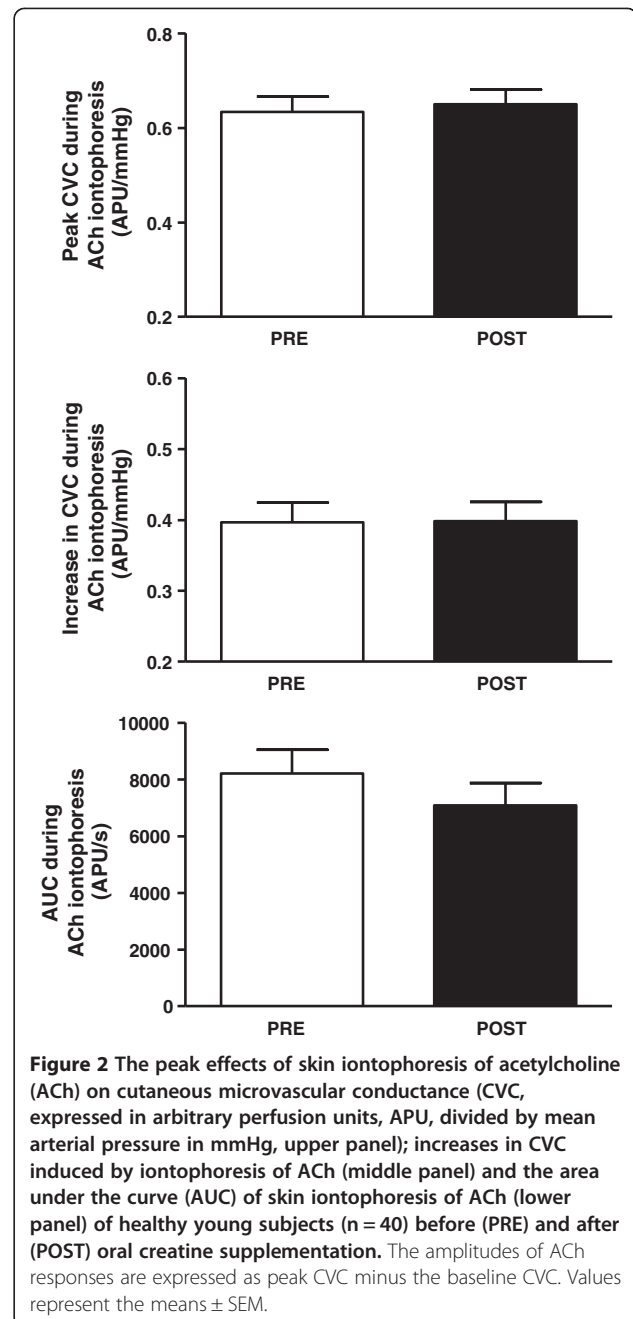 0.8
0.6
0.4
0.2
Peak CVC during
ACh iontophoresis
(APU/mmHg)
PRE
POST
0.6
0.5
0.4
0.3
0.2
Increase in CVC during
ACh iontophoresis
(APU/mmHg)
PRE
POST
10000
8000
6000
4000
2000
0
AUC during
ACh iontophoresis
(APU/s)
PRE
POST
Figure 2 The peak effects of skin iontophoresis of acetylcholine
(ACh) on cutaneous microvascular conductance (CVC,
expressed in arbitrary perfusion units, APU, divided by mean
arterial pressure in mmHg, upper panel); increases in CVC
induced by iontophoresis of ACh (middle panel) and the area
under the curve (AUC) of skin iontophoresis of ACh (lower
panel) of healthy young subjects (n = 40) before (PRE) and after
(POST) oral creatine supplementation. The amplitudes of ACh
responses are expressed as peak CVC minus the baseline CVC. Values
represent the means ± SEM.